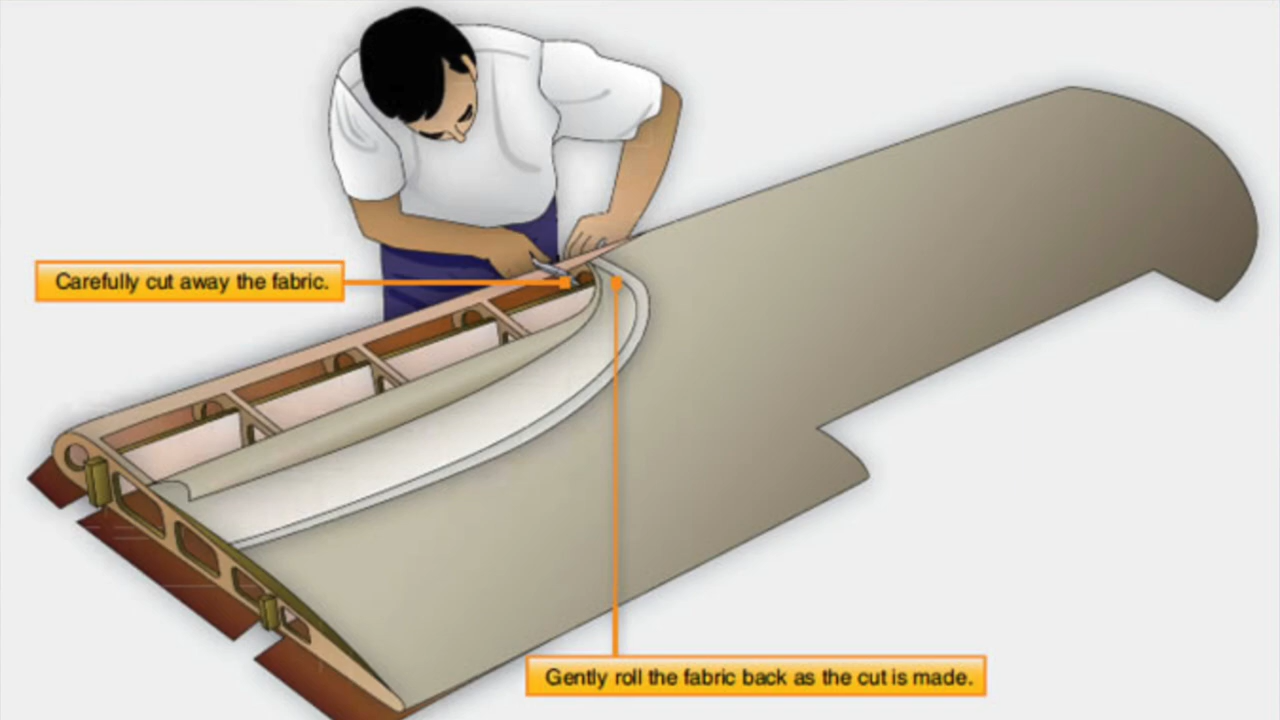 Carefully cut away the fabric.
Gently roll the fabric back as the cut is made.